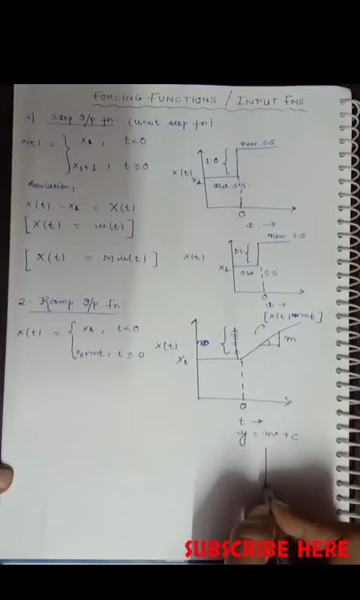 FORCING FUNCTIONS / INPUT FNS
1) Step I/p fn. (unit step fn).
x(t) = { xs , t<0
xs+1 , t≥0
Deviation,
x(t) - xs = X(t)
[X(t) = u(t)]
[X(t) = M u(t)]
x(t)
xs
1.0
new S.S
old S.S.
0
x(t)
xs
new S.S
old S.S
0
2. Ramp I/p fn:
x(t) = { xs , t<0
xs+mt, t≥0
x(t)
xs
[X(t) = mt]
m
0
t →
y = mx + c
SUBSCRIBE HERE